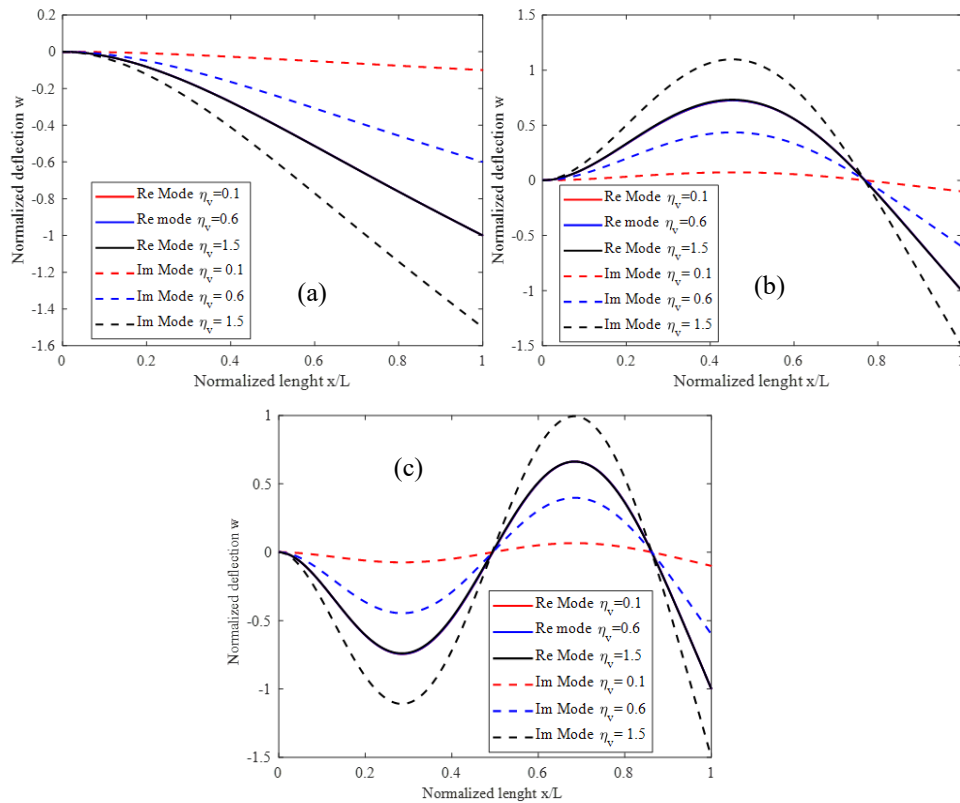 0.2
0
-0.2
-0.4
-0.6
-0.8
-1
-1.2
-1.4
-1.6
Normalized deflection w
Re Mode η_v=0.1
Re mode η_v=0.6
Re Mode η_v=1.5
Im Mode η_v= 0.1
Im Mode η_v= 0.6
Im Mode η_v= 1.5
(a)
0 0.2 0.4 0.6 0.8 1
Normalized lenght x/L
1.5
1
0.5
0
-0.5
-1
-1.5
Normalized deflection w
Re Mode η_v=0.1
Re mode η_v=0.6
Re Mode η_v=1.5
Im Mode η_v= 0.1
Im Mode η_v= 0.6
Im Mode η_v= 1.5
(b)
0 0.2 0.4 0.6 0.8 1
Normalized lenght x/L
1
0.5
0
-0.5
-1
-1.5
Normalized deflection w
(c)
Re Mode η_v=0.1
Re mode η_v=0.6
Re Mode η_v=1.5
Im Mode η_v= 0.1
Im Mode η_v= 0.6
Im Mode η_v= 1.5
0 0.2 0.4 0.6 0.8 1
Normalized lenght x/L